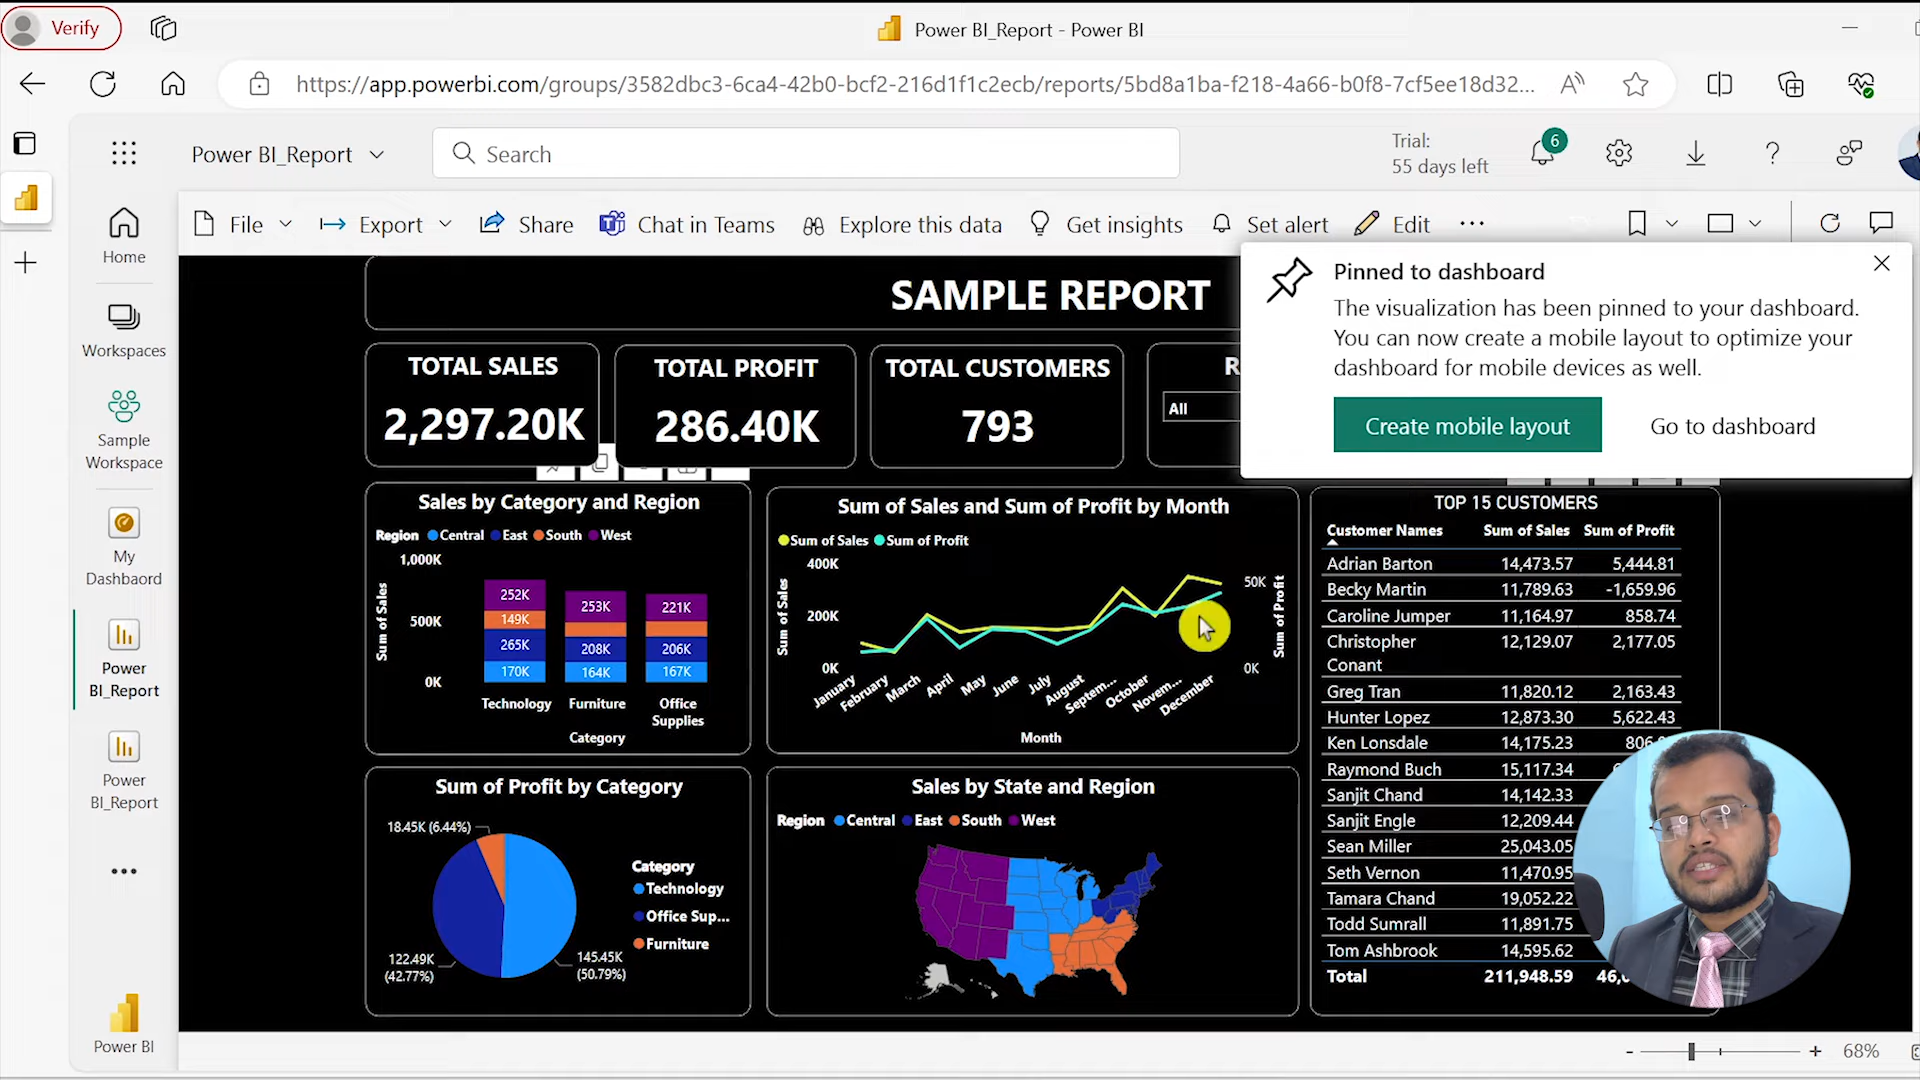 Verify
Power BI_Report - Power BI
https://app.powerbi.com/groups/3582dbc3-6ca4-42b0-bcf2-216d1f1c2ecb/reports/5bd8a1ba-f218-4a66-b0f8-7cf5ee18d32...
Power BI_Report
Search
Trial:
55 days left
6
File
Export
Share
Chat in Teams
Explore this data
Get insights
Set alert
Edit
Home
Workspaces
Sample
Workspace
My
Dashbaord
Power
BI_Report
Power
BI_Report
Power BI
Pinned to dashboard
The visualization has been pinned to your dashboard.
You can now create a mobile layout to optimize your
dashboard for mobile devices as well.
Create mobile layout
Go to dashboard
SAMPLE REPORT
TOTAL SALES
2,297.20K
TOTAL PROFIT
286.40K
TOTAL CUSTOMERS
793
R
All
Sales by Category and Region
Region Central East South West
Sum of Sales
1,000K
500K
0K
252K
149K
265K
170K
253K
208K
164K
221K
206K
167K
Technology
Furniture
Office
Supplies
Category
Sum of Sales and Sum of Profit by Month
Sum of Sales Sum of Profit
Sum of Sales
400K
200K
0K
50K
0K
Sum of Profit
January
February
March
April
May
June
July
August
Septem...
October
Novem...
December
Month
TOP 15 CUSTOMERS
Customer Names Sum of Sales Sum of Profit
Adrian Barton 14,473.57 5,444.81
Becky Martin 11,789.63 -1,659.96
Caroline Jumper 11,164.97 858.74
Christopher 12,129.07 2,177.05
Conant
Greg Tran 11,820.12 2,163.43
Hunter Lopez 12,873.30 5,622.43
Ken Lonsdale 14,175.23 806.
Raymond Buch 15,117.34
Sanjit Chand 14,142.33
Sanjit Engle 12,209.44
Sean Miller 25,043.05
Seth Vernon 11,470.95
Tamara Chand 19,052.22
Todd Sumrall 11,891.75
Tom Ashbrook 14,595.62
Total 211,948.59 46,
Sum of Profit by Category
18.45K (6.44%)
122.49K
(42.77%)
145.45K
(50.79%)
Category
Technology
Office Sup...
Furniture
Sales by State and Region
Region Central East South West
68%